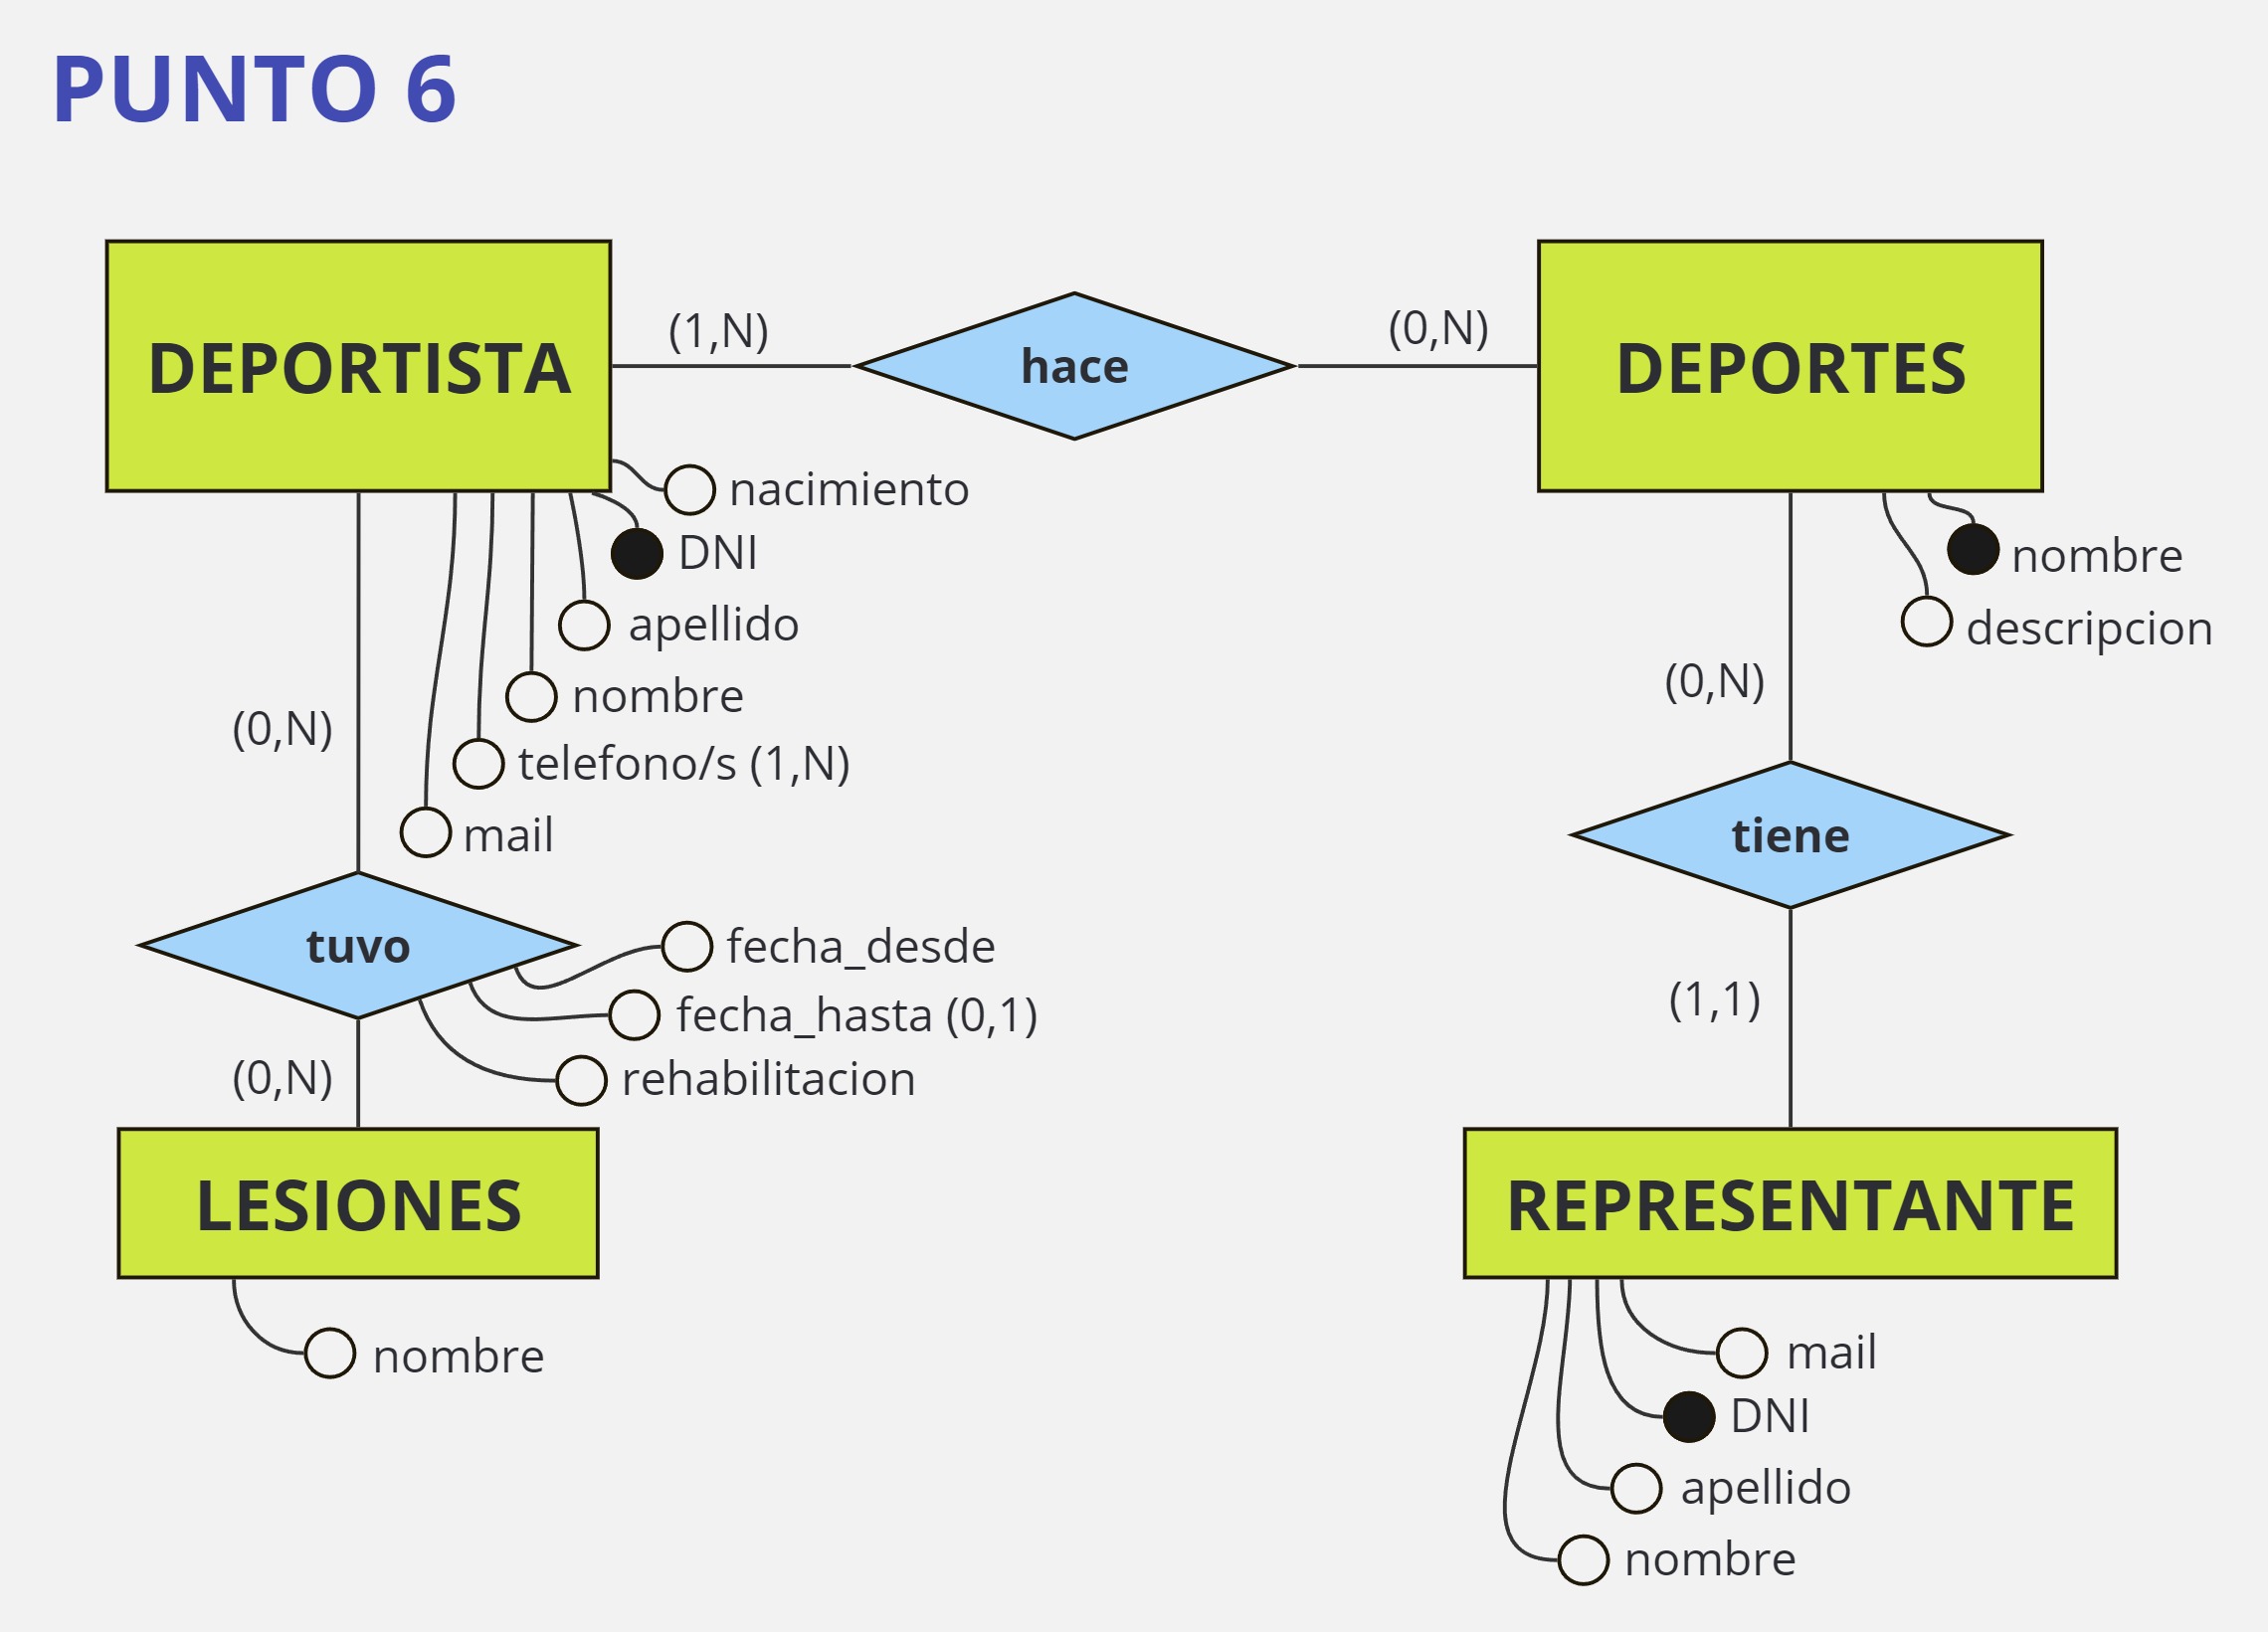 PUNTO 6
DEPORTISTA
(1,N)
hace
(0,N)
DEPORTES
nacimiento
DNI
apellido
nombre
telefono/s (1,N)
mail
(0,N)
nombre
descripcion
(0,N)
tuvo
fecha_desde
fecha_hasta (0,1)
rehabilitacion
(0,N)
tiene
(1,1)
LESIONES
nombre
REPRESENTANTE
mail
DNI
apellido
nombre